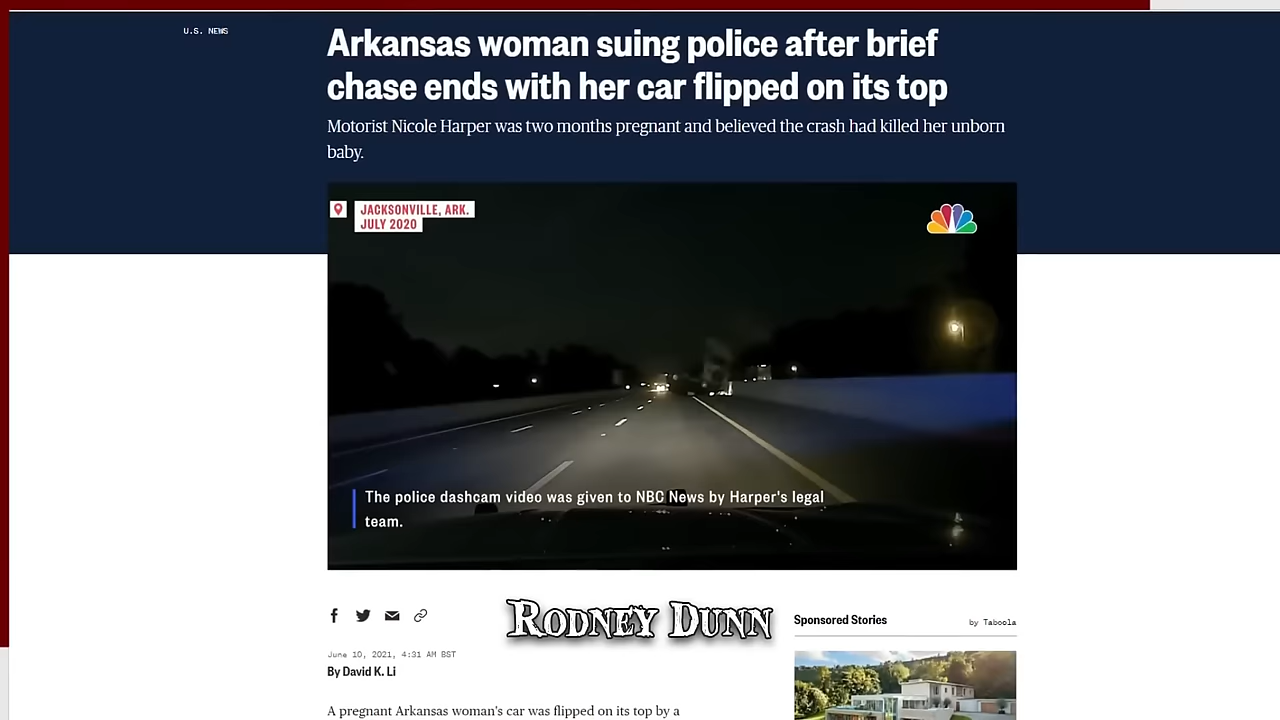 U.S. NEWS
Arkansas woman suing police after brief
chase ends with her car flipped on its top
Motorist Nicole Harper was two months pregnant and believed the crash had killed her unborn
baby.
JACKSONVILLE, ARK.
JULY 2020
The police dashcam video was given to NBC News by Harper's legal
team.
RODNEY DUNN
Sponsored Stories
by Taboola
June 10, 2021, 4:31 AM BST
By David K. Li
A pregnant Arkansas woman's car was flipped on its top by a